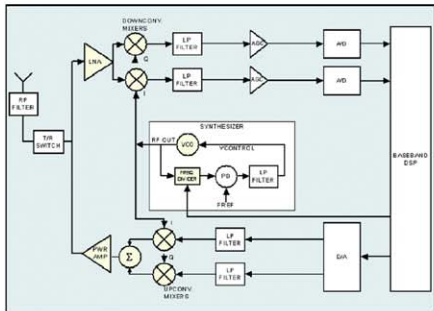 DOWNCONV
MIXERS
LNA
Q
LP
FILTER
AGC
A/D
I
LP
FILTER
AGC
A/D
RF
FILTER
T/R
SWITCH
SYNTHESIZER
RF OUT
VCO
VCONTROL
FREQ
DIVIDER
PD
LP
FILTER
FREF
BASEBAND
DSP
PWR
AMP
Σ
I
LP
FILTER
Q
LP
FILTER
D/A
UPCONV
MIXERS